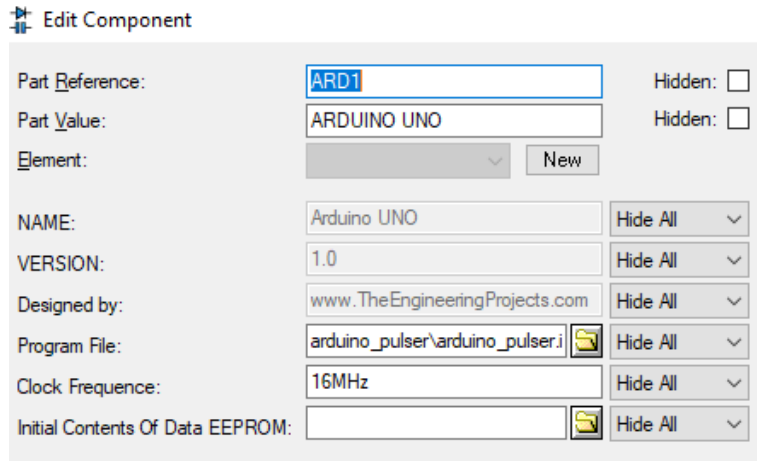 Edit Component
Part Reference: ARD1 Hidden:
Part Value: ARDUINO UNO Hidden:
Element: New
NAME: Arduino UNO Hide All
VERSION: 1.0 Hide All
Designed by: www.TheEngineeringProjects.com Hide All
Program File: arduino_pulser\arduino_pulser.i Hide All
Clock Frequence: 16MHz Hide All
Initial Contents Of Data EEPROM: Hide All